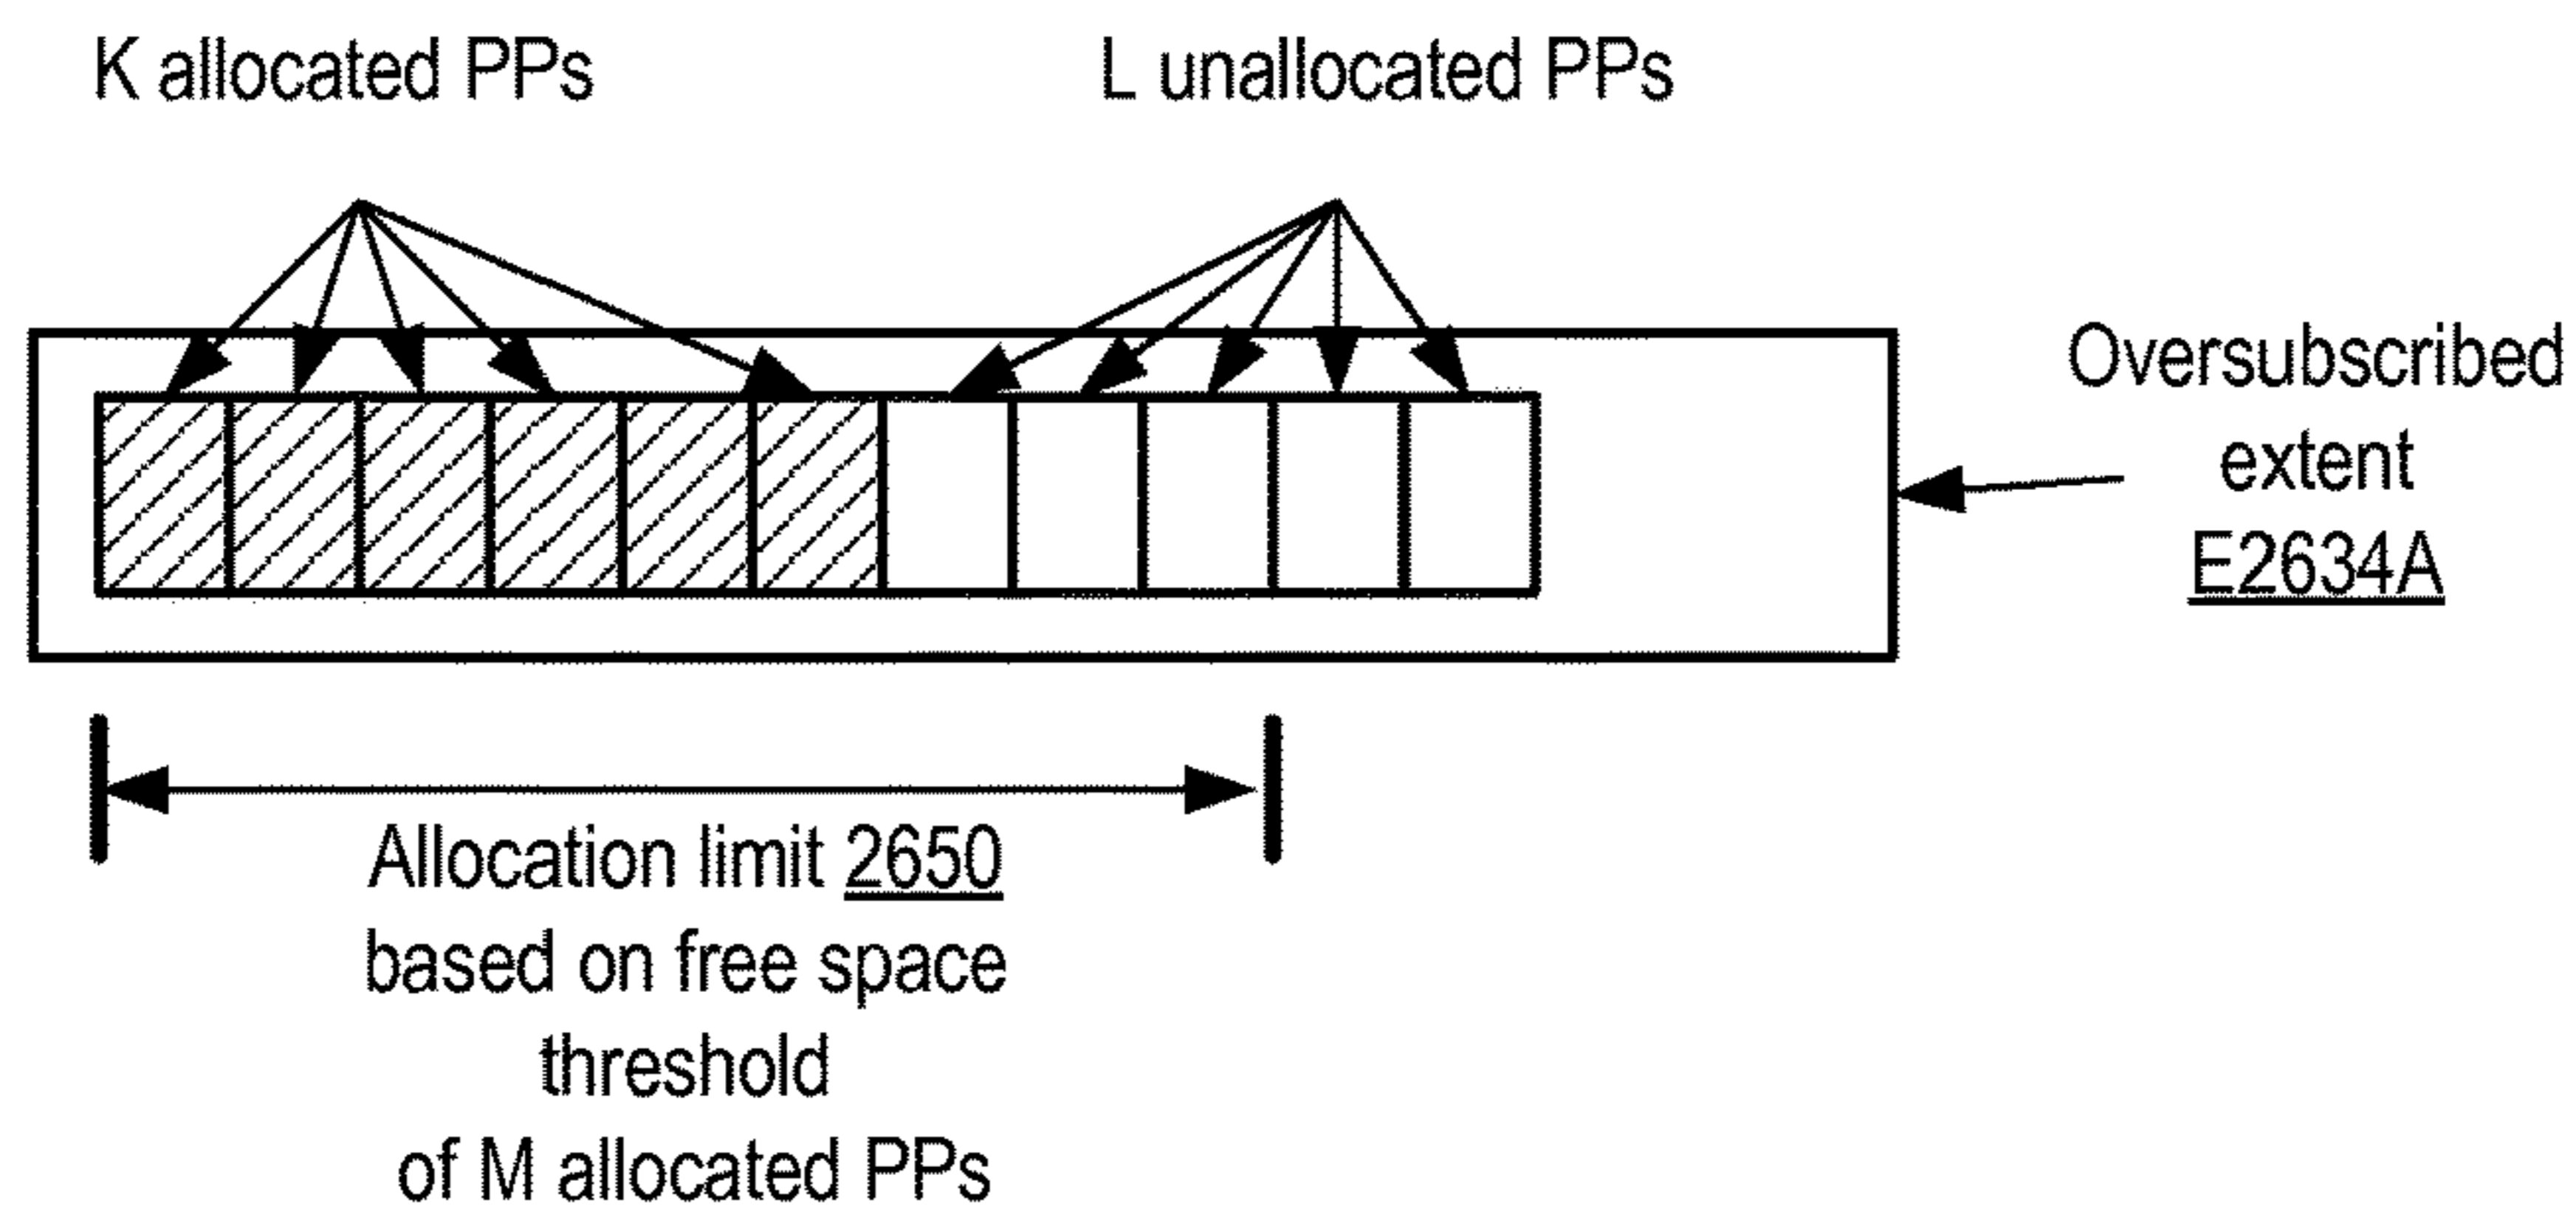 K allocated PPs
L unallocated PPs
Oversubscribed
extent
E2634A
Allocation limit 2650
based on free space
threshold
of M allocated PPs